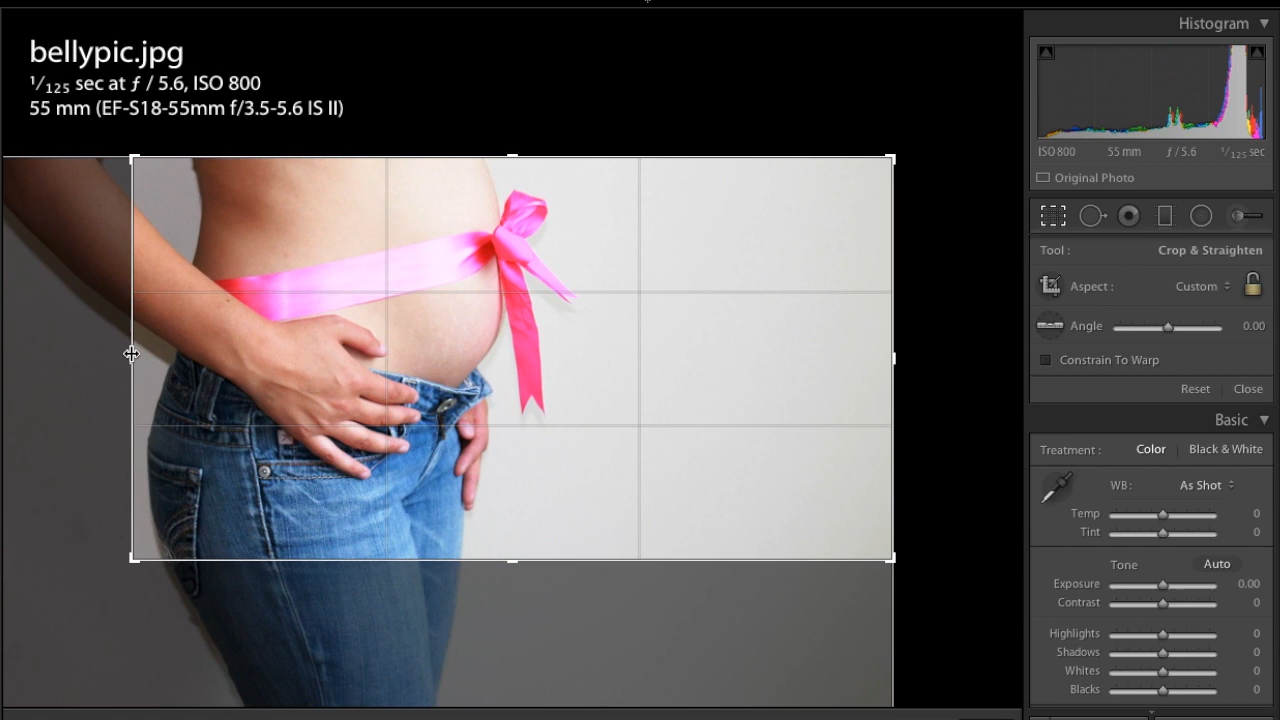 bellypic.jpg
1/125 sec at ƒ / 5.6, ISO 800
55 mm (EF-S18-55mm f/3.5-5.6 IS II)
Histogram
ISO 800 55 mm ƒ / 5.6 1/125 sec
Original Photo
Tool : Crop & Straighten
Aspect : Custom
Angle 0.00
Constrain To Warp
Reset Close
Basic
Treatment : Color Black & White
WB : As Shot
Temp 0
Tint 0
Tone Auto
Exposure 0.00
Contrast 0
Highlights 0
Shadows 0
Whites 0
Blacks 0